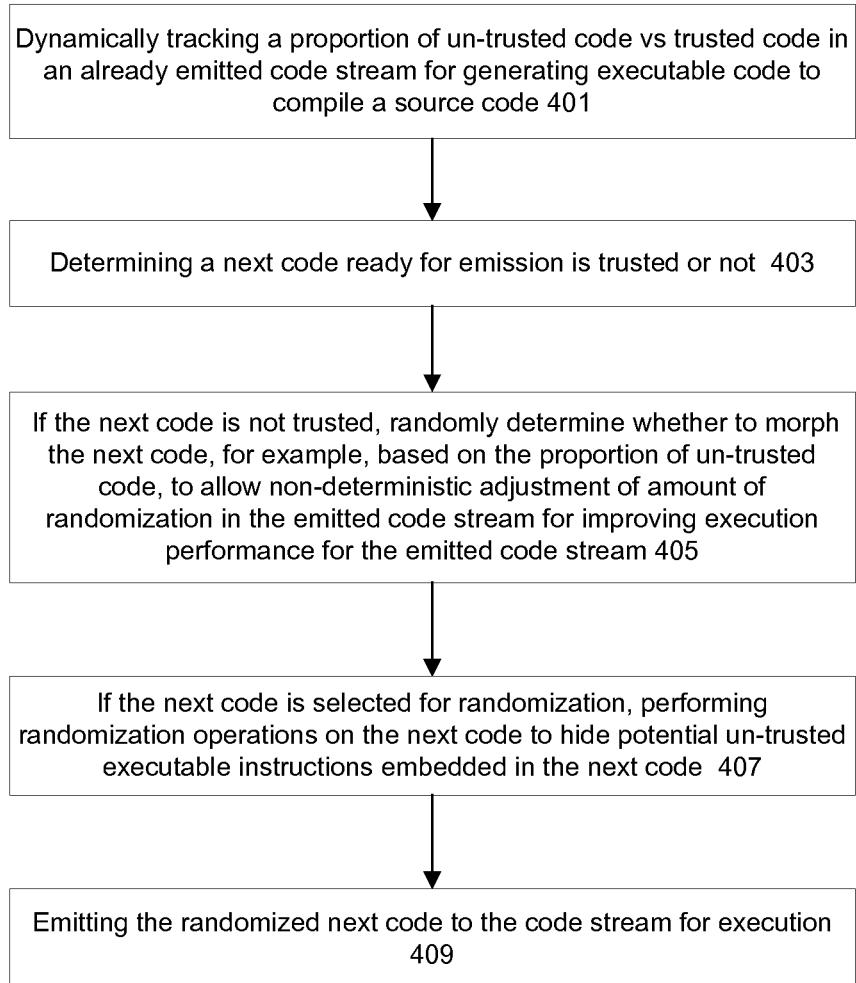 Dynamically tracking a proportion of un-trusted code vs trusted code in
an already emitted code stream for generating executable code to
compile a source code 401
Determining a next code ready for emission is trusted or not 403
If the next code is not trusted, randomly determine whether to morph
the next code, for example, based on the proportion of un-trusted
code, to allow non-deterministic adjustment of amount of
randomization in the emitted code stream for improving execution
performance for the emitted code stream 405
If the next code is selected for randomization, performing
randomization operations on the next code to hide potential un-trusted
executable instructions embedded in the next code 407
Emitting the randomized next code to the code stream for execution
409